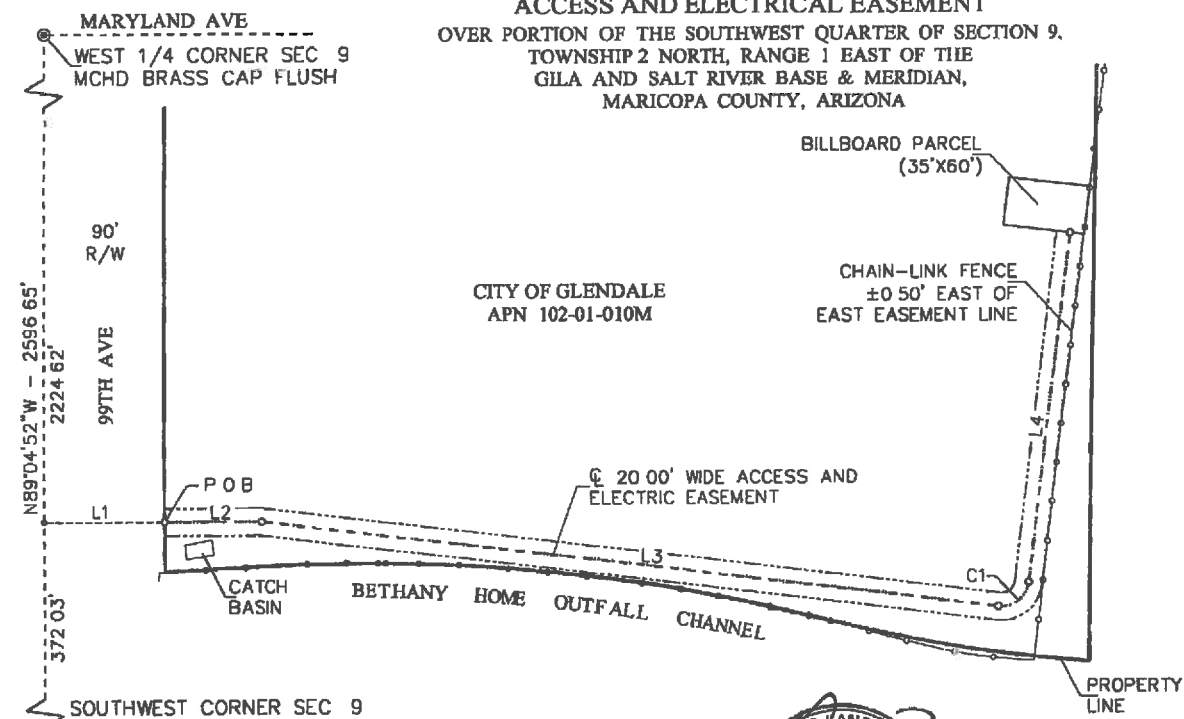 ACCESS AND ELECTRICAL EASEMENT
OVER PORTION OF THE SOUTHWEST QUARTER OF SECTION 9,
TOWNSHIP 2 NORTH, RANGE 1 EAST OF THE
GILA AND SALT RIVER BASE & MERIDIAN,
MARICOPA COUNTY, ARIZONA
MARYLAND AVE
WEST 1/4 CORNER SEC 9
MCHD BRASS CAP FLUSH
BILLBOARD PARCEL
(35'X60')
90'
R/W
CHAIN-LINK FENCE
±0 50' EAST OF
EAST EASEMENT LINE
CITY OF GLENDALE
APN 102-01-010M
N89°04'52"W - 2596 65'
2224 62'
99TH AVE
L4
P O B
L1
L2
℄ 20 00' WIDE ACCESS AND
ELECTRIC EASEMENT
L3
C1
CATCH
BASIN
BETHANY HOME OUTFALL CHANNEL
372 03'
PROPERTY
LINE
SOUTHWEST CORNER SEC 9